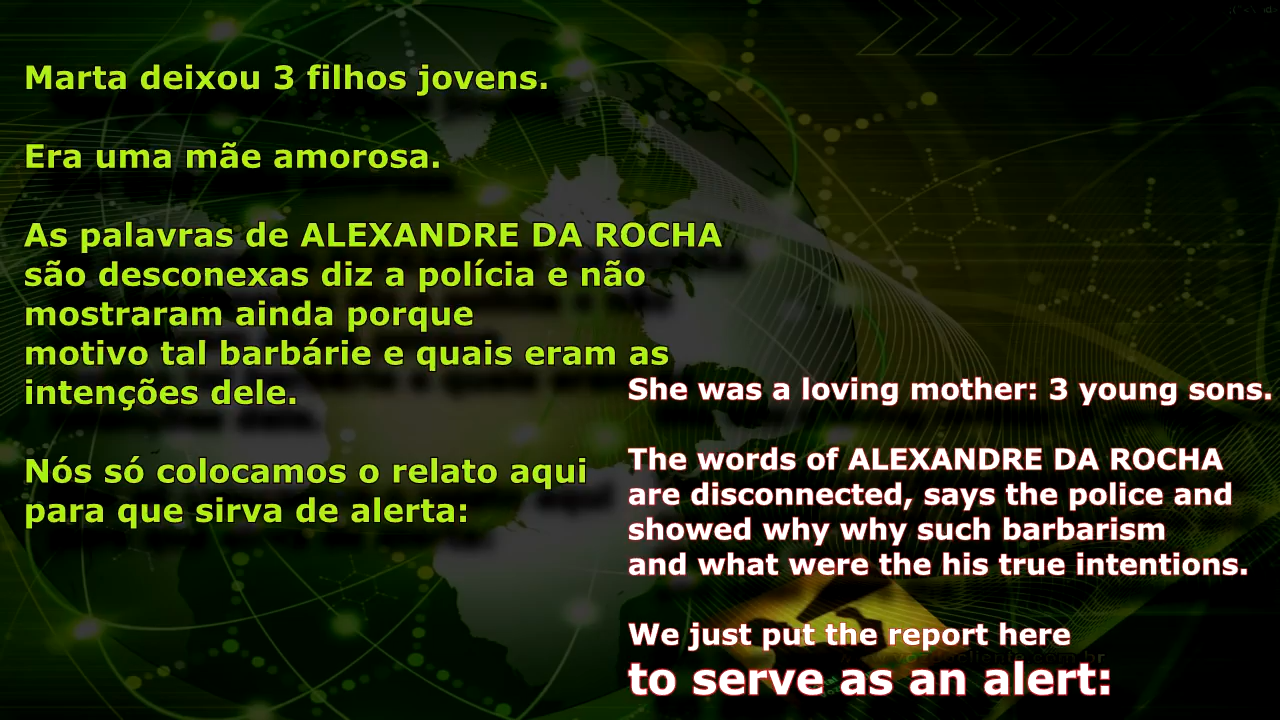 Marta deixou 3 filhos jovens.
Era uma mãe amorosa.
As palavras de ALEXANDRE DA ROCHA
são desconexas diz a polícia e não
mostraram ainda porque
motivo tal barbárie e quais eram as
intenções dele.
Nós só colocamos o relato aqui
para que sirva de alerta:
She was a loving mother: 3 young sons.
The words of ALEXANDRE DA ROCHA
are disconnected, says the police and
showed why why such barbarism
and what were the his true intentions.
We just put the report here
to serve as an alert: